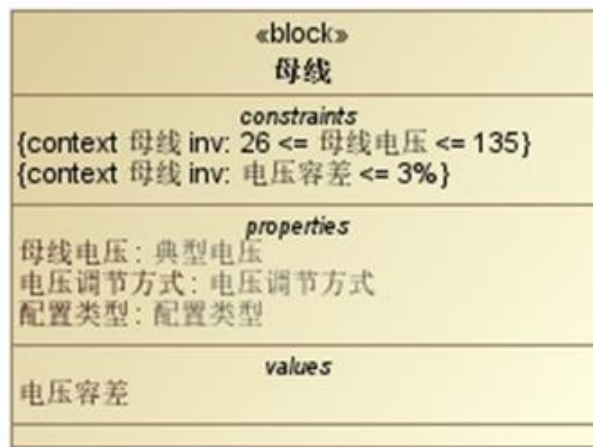 «block»
母线
constraints
{context 母线 inv: 26 <= 母线电压 <= 135}
{context 母线 inv: 电压容差 <= 3%}
properties
母线电压 : 典型电压
电压调节方式 : 电压调节方式
配置类型 : 配置类型
values
电压容差